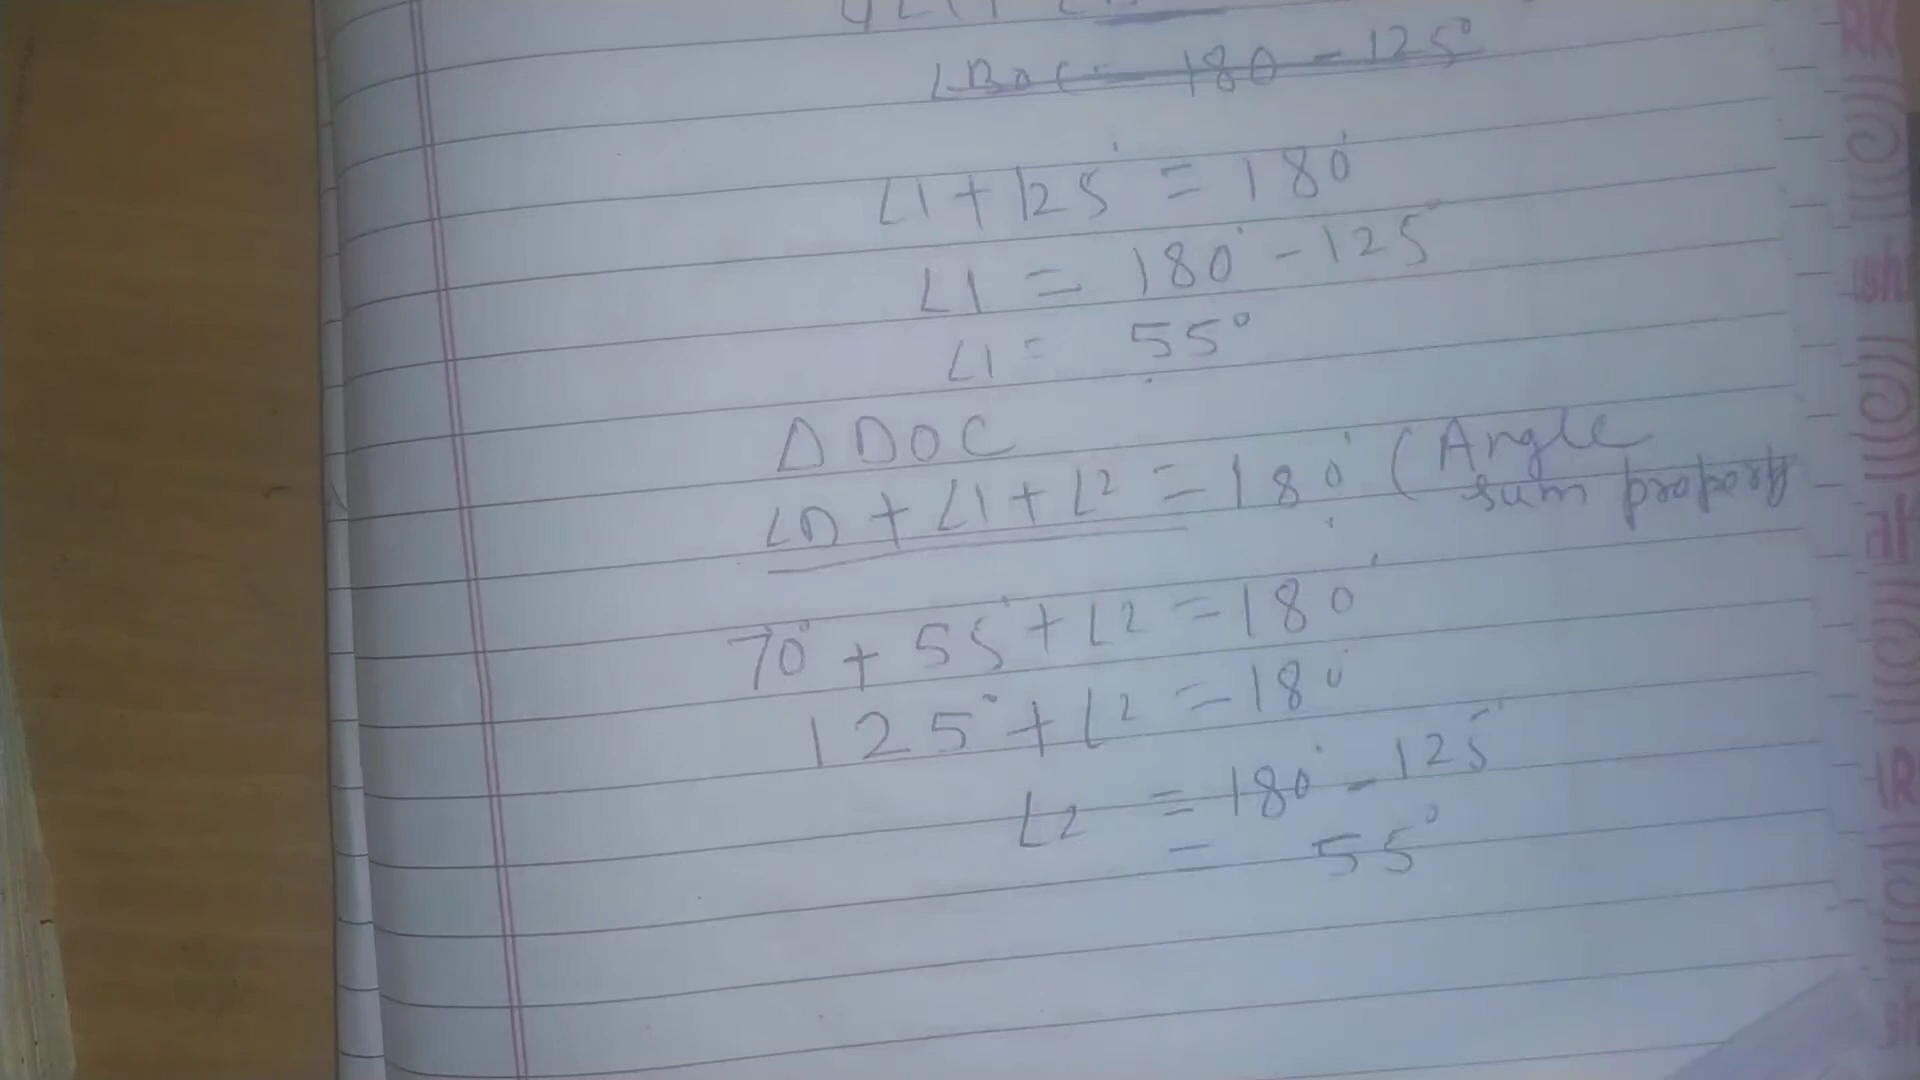 ∠BOC = 180 - 125°
∠1 + 125° = 180°
∠1 = 180° - 125°
∠1 = 55°
Δ DOC
∠D + ∠1 + ∠2 = 180° (Angle
sum property
70° + 55° + ∠2 = 180°
125° + ∠2 = 180°
∠2 = 180° - 125°
= 55°